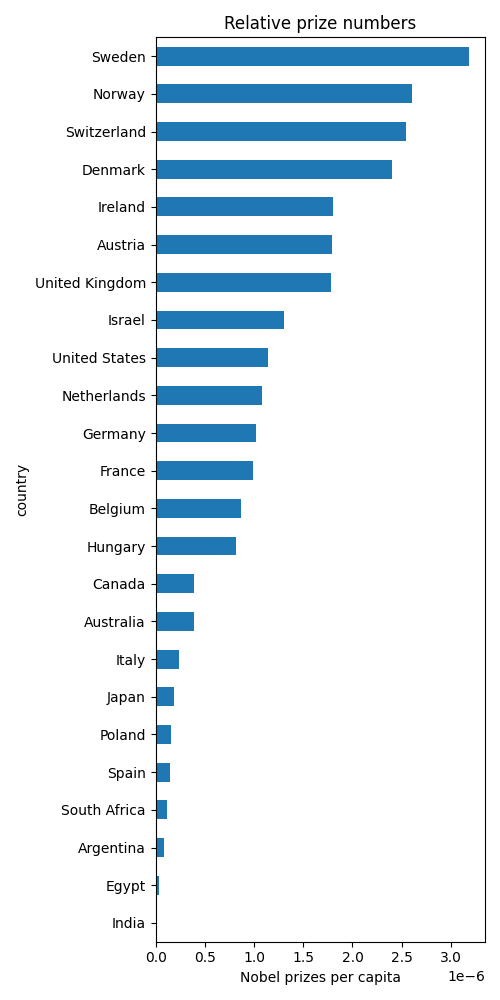 Relative prize numbers
Sweden
Norway
Switzerland
Denmark
Ireland
Austria
United Kingdom
Israel
United States
Netherlands
Germany
France
Belgium
Hungary
Canada
Australia
Italy
Japan
Poland
Spain
South Africa
Argentina
Egypt
India
country
0.0 0.5 1.0 1.5 2.0 2.5 3.0
Nobel prizes per capita
1e−6